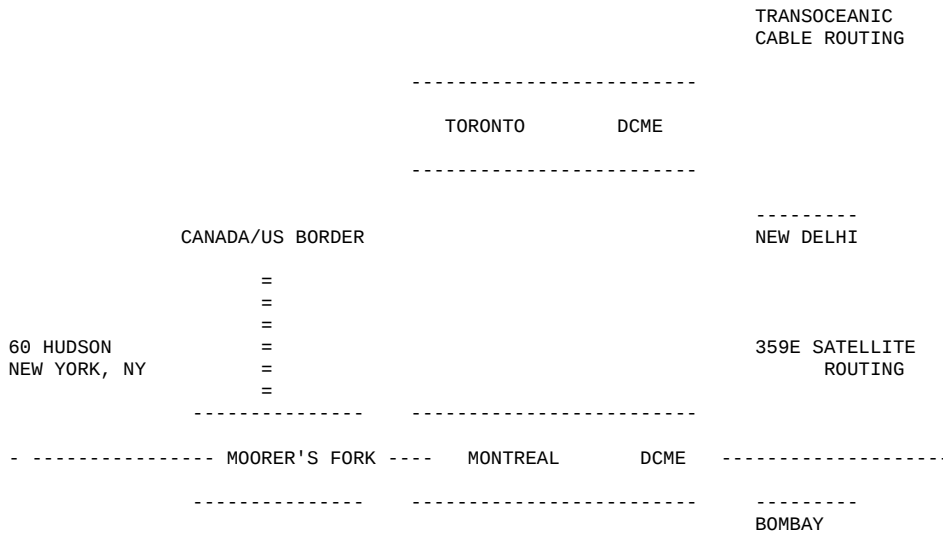 TRANSOCEANIC
CABLE ROUTING
-------------------------
TORONTO DCME
-------------------------
---------
CANADA/US BORDER NEW DELHI
=
=
=
60 HUDSON = 359E SATELLITE
NEW YORK, NY = ROUTING
=
--------------- -------------------------
- ---------------- MOORER'S FORK ---- MONTREAL DCME --------------------
--------------- ------------------------- ---------
BOMBAY